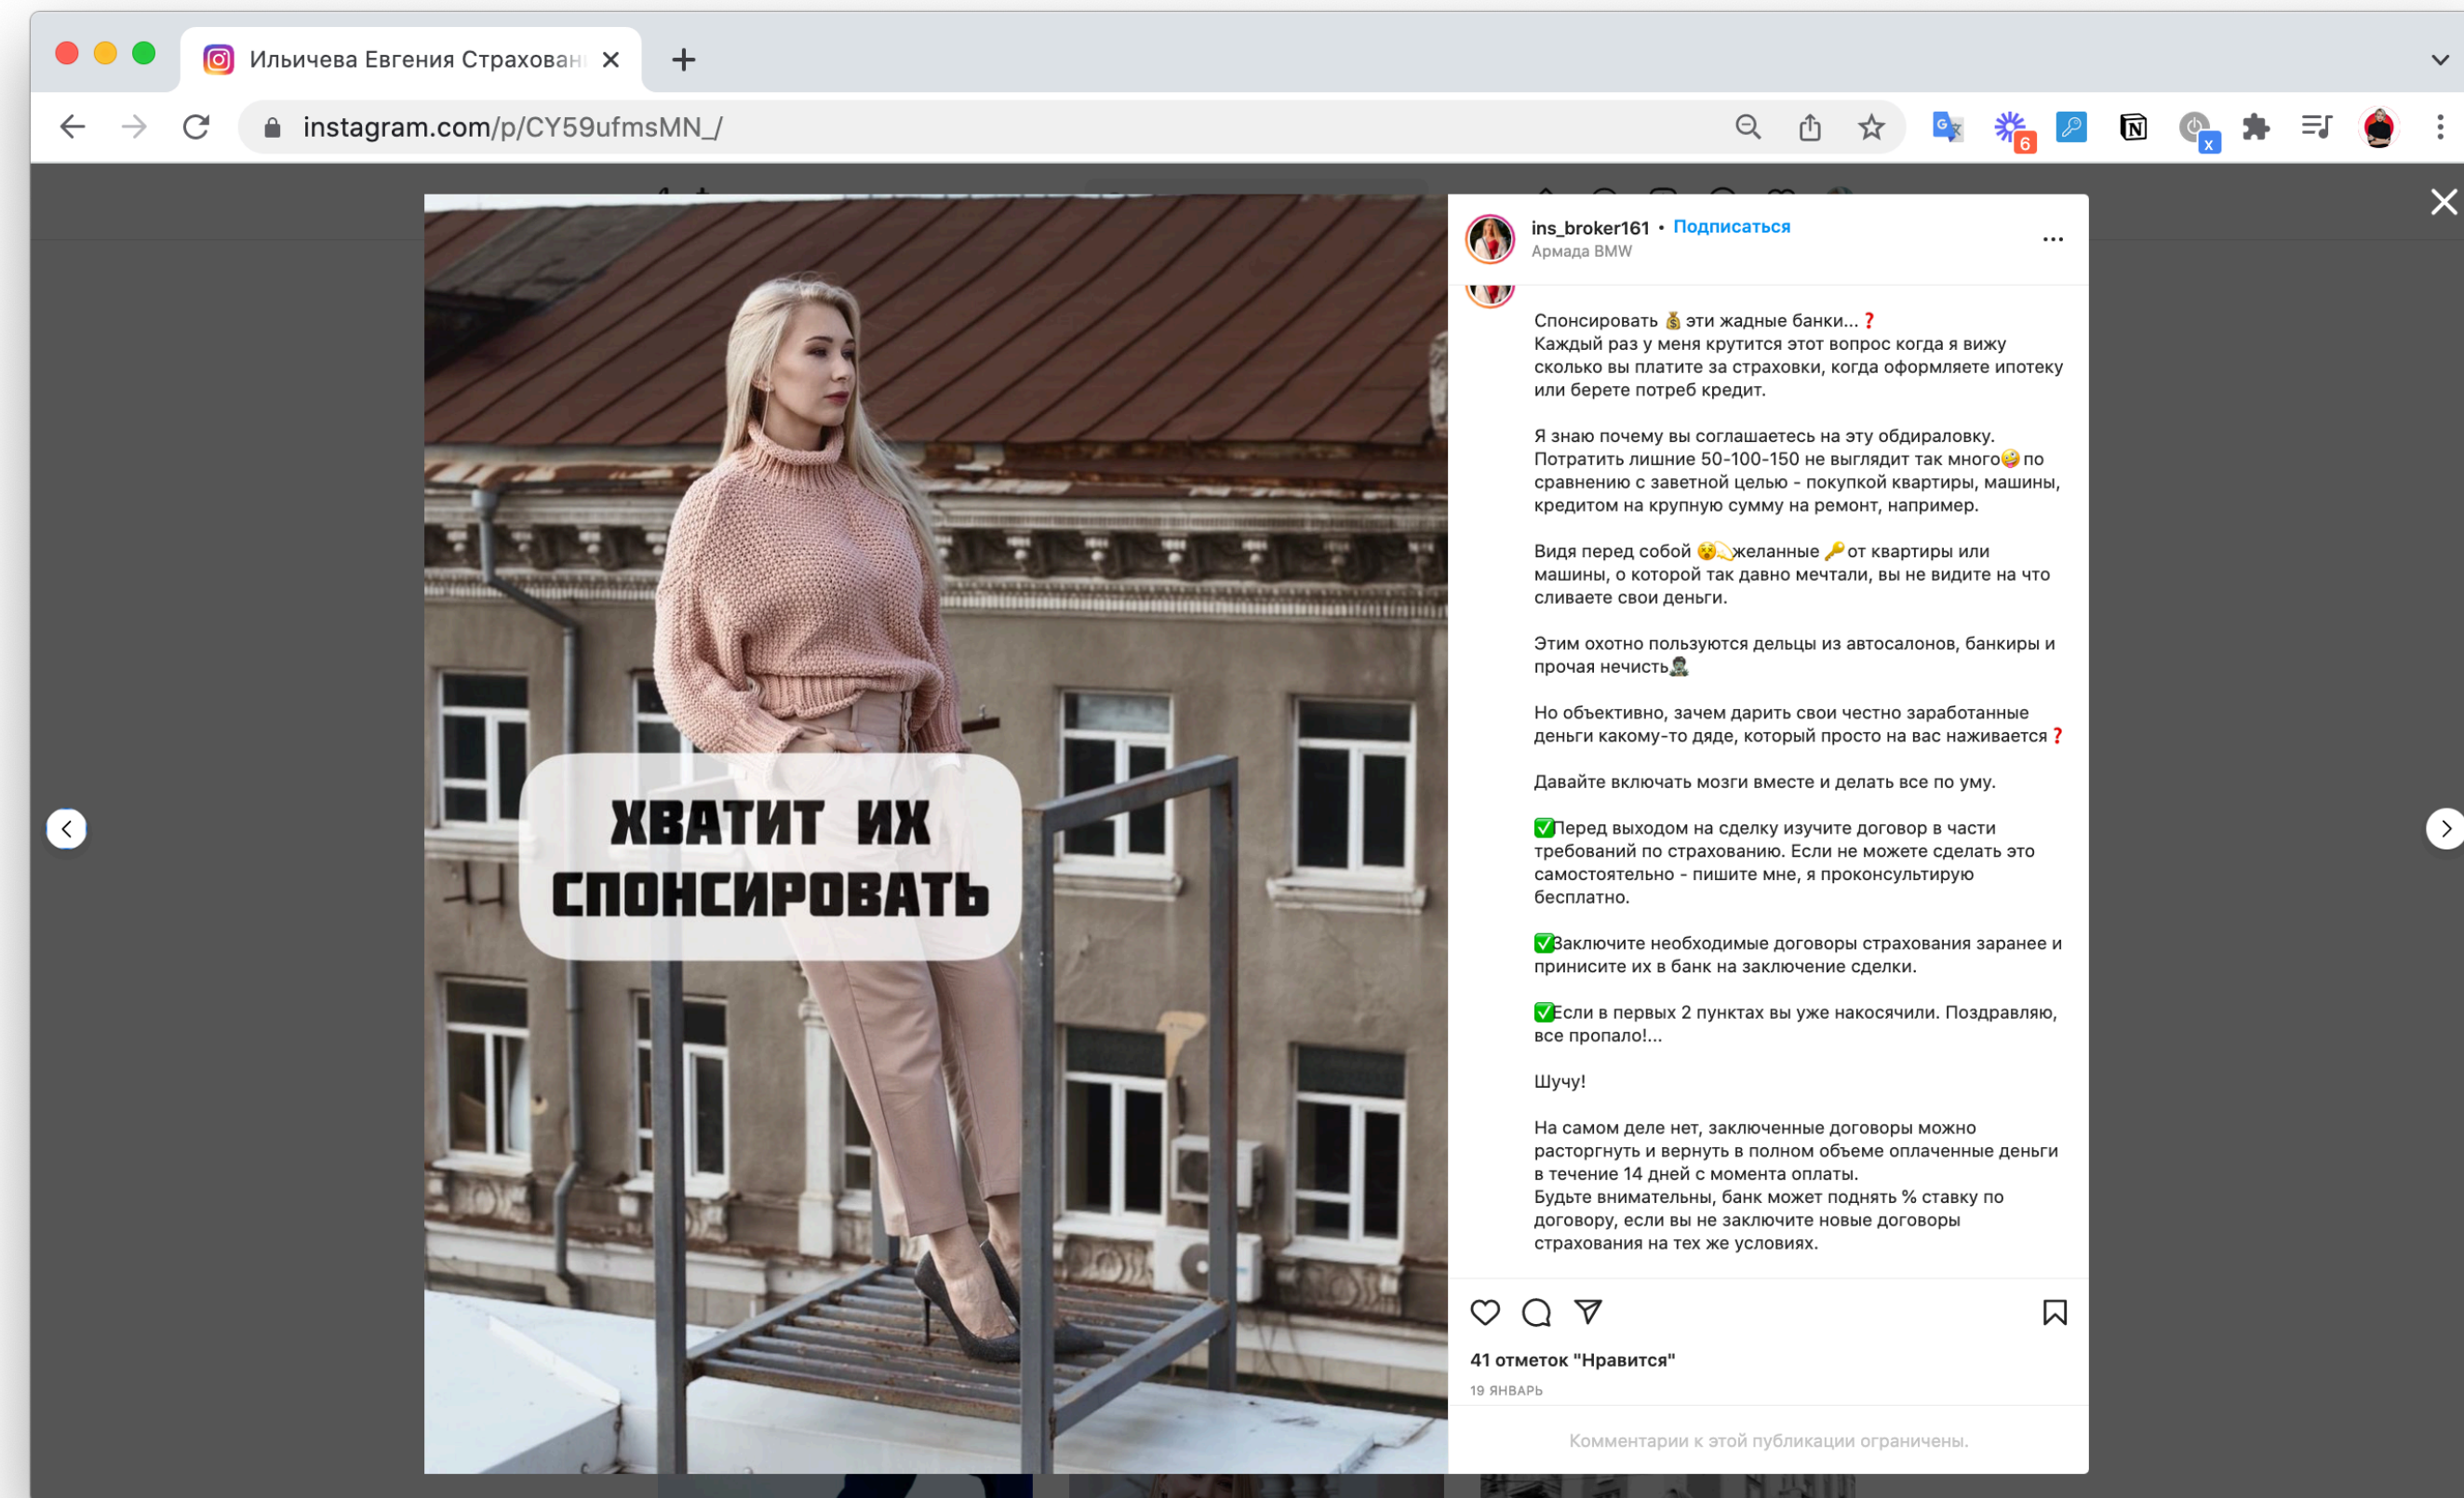 Ильичева Евгения Страхован
instagram.com/p/CY59ufmsMN_/
6
x
ins_broker161 • Подписаться
Армада BMW
Спонсировать 💰 эти жадные банки...❓
Каждый раз у меня крутится этот вопрос когда я вижу
сколько вы платите за страховки, когда оформляете ипотеку
или берете потреб кредит.
Я знаю почему вы соглашаетесь на эту обдираловку.
Потратить лишние 50-100-150 не выглядит так много🤪по
сравнению с заветной целью - покупкой квартиры, машины,
кредитом на крупную сумму на ремонт, например.
Видя перед собой 😵💫желанные 🔑от квартиры или
машины, о которой так давно мечтали, вы не видите на что
сливаете свои деньги.
Этим охотно пользуются дельцы из автосалонов, банкиры и
прочая нечисть🧟
Но объективно, зачем дарить свои честно заработанные
деньги какому-то дяде, который просто на вас наживается❓
Давайте включать мозги вместе и делать все по уму.
✅Перед выходом на сделку изучите договор в части
требований по страхованию. Если не можете сделать это
самостоятельно - пишите мне, я проконсультирую
бесплатно.
✅Заключите необходимые договоры страхования заранее и
принисите их в банк на заключение сделки.
✅Если в первых 2 пунктах вы уже накосячили. Поздравляю,
все пропало!...
Шучу!
На самом деле нет, заключенные договоры можно
расторгнуть и вернуть в полном объеме оплаченные деньги
в течение 14 дней с момента оплаты.
Будьте внимательны, банк может поднять % ставку по
договору, если вы не заключите новые договоры
страхования на тех же условиях.
41 отметок "Нравится"
19 ЯНВАРЬ
Комментарии к этой публикации ограничены.
ХВАТИТ ИХ
СПОНСИРОВАТЬ